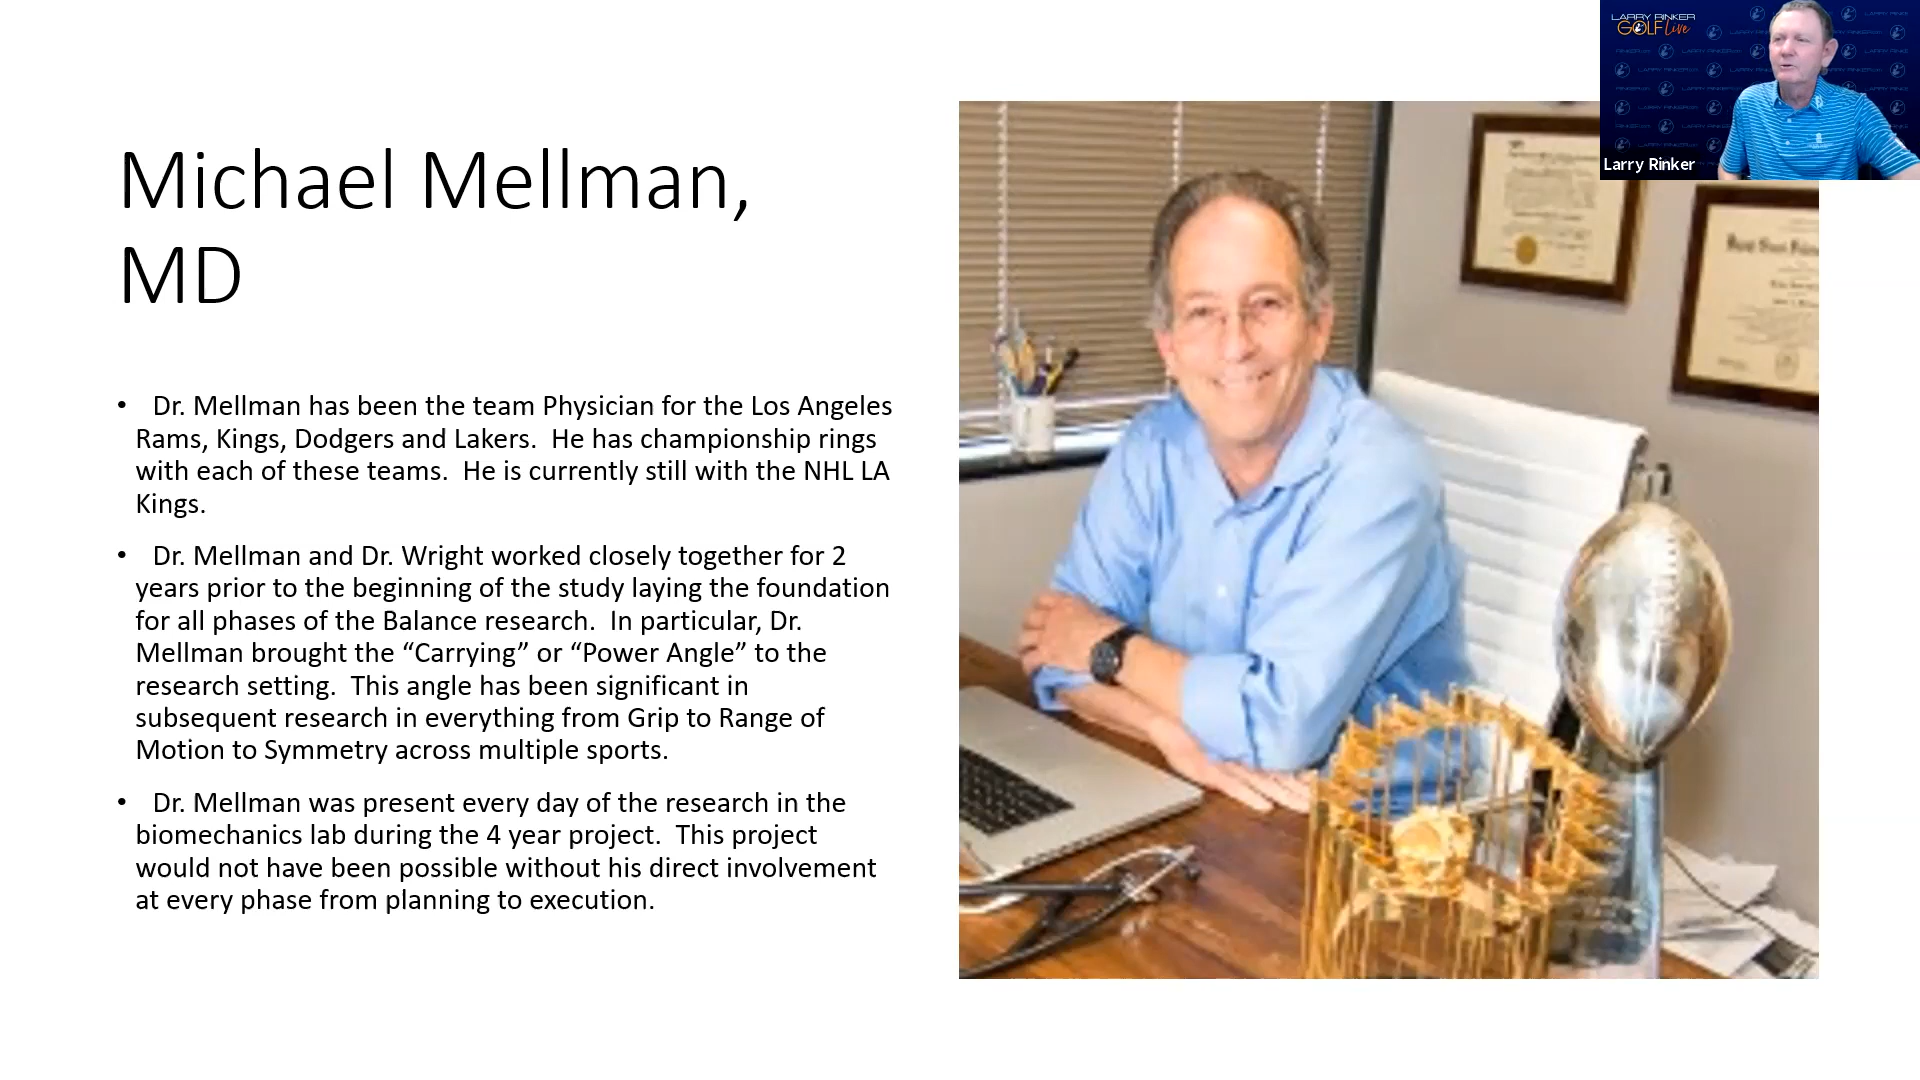 LARRY RINKER
GOLF Live
Larry Rinker
Michael Mellman,
MD
• Dr. Mellman has been the team Physician for the Los Angeles
Rams, Kings, Dodgers and Lakers. He has championship rings
with each of these teams. He is currently still with the NHL LA
Kings.
• Dr. Mellman and Dr. Wright worked closely together for 2
years prior to the beginning of the study laying the foundation
for all phases of the Balance research. In particular, Dr.
Mellman brought the “Carrying” or “Power Angle” to the
research setting. This angle has been significant in
subsequent research in everything from Grip to Range of
Motion to Symmetry across multiple sports.
• Dr. Mellman was present every day of the research in the
biomechanics lab during the 4 year project. This project
would not have been possible without his direct involvement
at every phase from planning to execution.